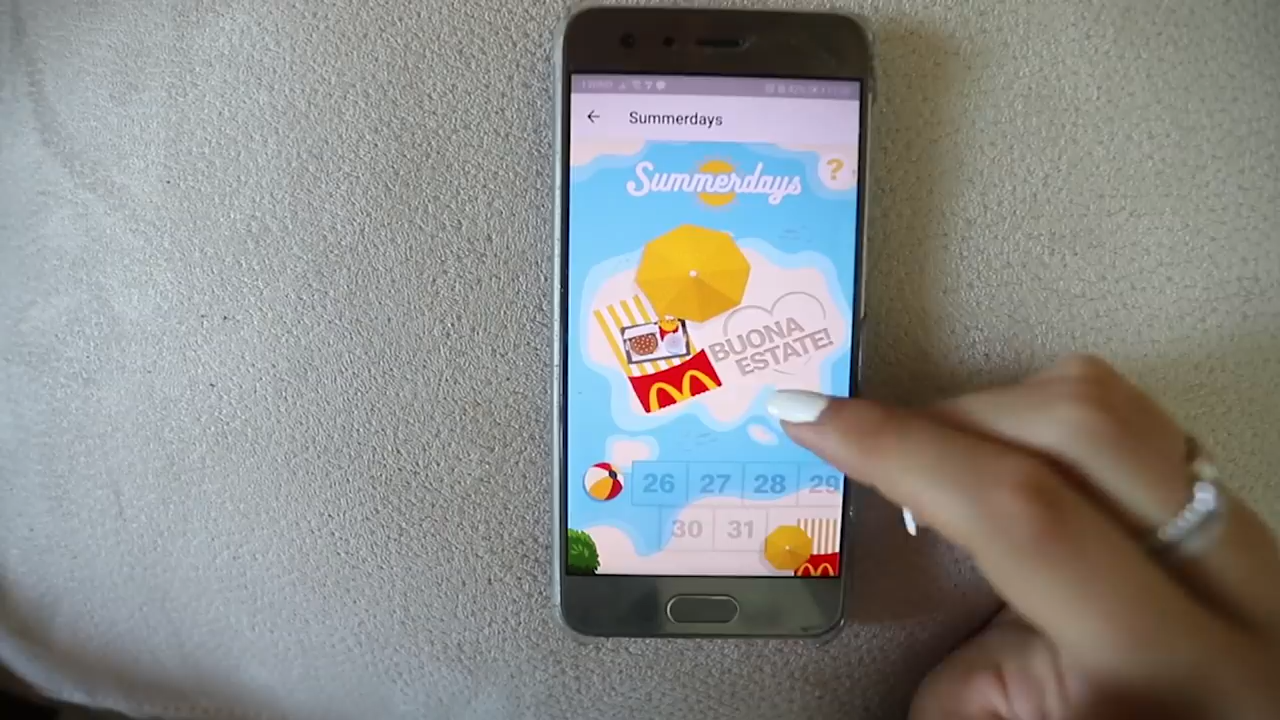 Summerdays
Summerdays
?
BUONA
ESTATE!
26 27 28 29
30 31